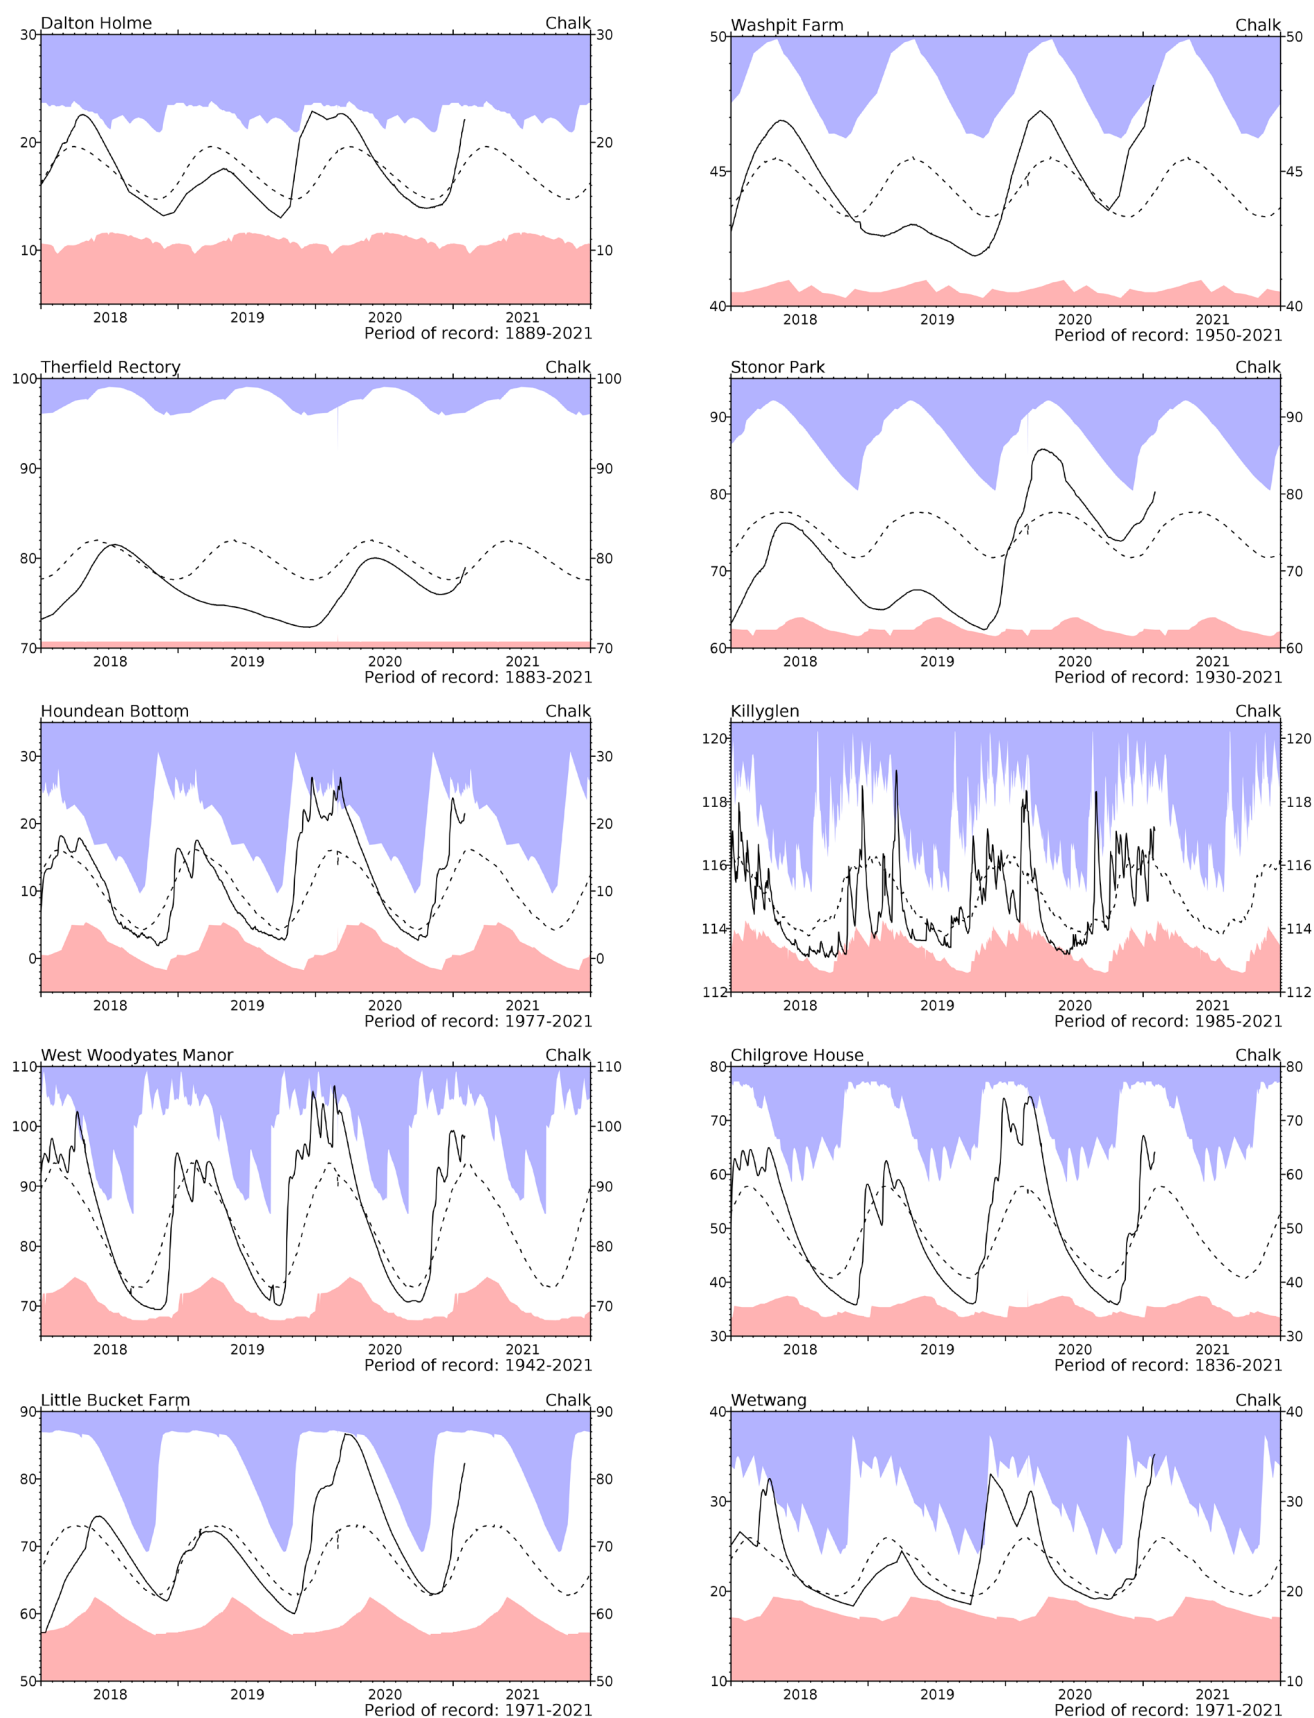 Dalton Holme Chalk
30 30
20 20
10 10
2018 2019 2020 2021
Period of record: 1889-2021
Washpit Farm Chalk
50 50
45 45
40 40
2018 2019 2020 2021
Period of record: 1950-2021
Therfield Rectory Chalk
100 100
90 90
80 80
70 70
2018 2019 2020 2021
Period of record: 1883-2021
Stonor Park Chalk
90 90
80 80
70 70
60 60
2018 2019 2020 2021
Period of record: 1930-2021
Houndean Bottom Chalk
30 30
20 20
10 10
0 0
2018 2019 2020 2021
Period of record: 1977-2021
Killyglen Chalk
120 120
118 118
116 116
114 114
112 112
2018 2019 2020 2021
Period of record: 1985-2021
West Woodyates Manor Chalk
110 110
100 100
90 90
80 80
70 70
2018 2019 2020 2021
Period of record: 1942-2021
Chilgrove House Chalk
80 80
70 70
60 60
50 50
40 40
30 30
2018 2019 2020 2021
Period of record: 1836-2021
Little Bucket Farm Chalk
90 90
80 80
70 70
60 60
50 50
2018 2019 2020 2021
Period of record: 1971-2021
Wetwang Chalk
40 40
30 30
20 20
10 10
2018 2019 2020 2021
Period of record: 1971-2021